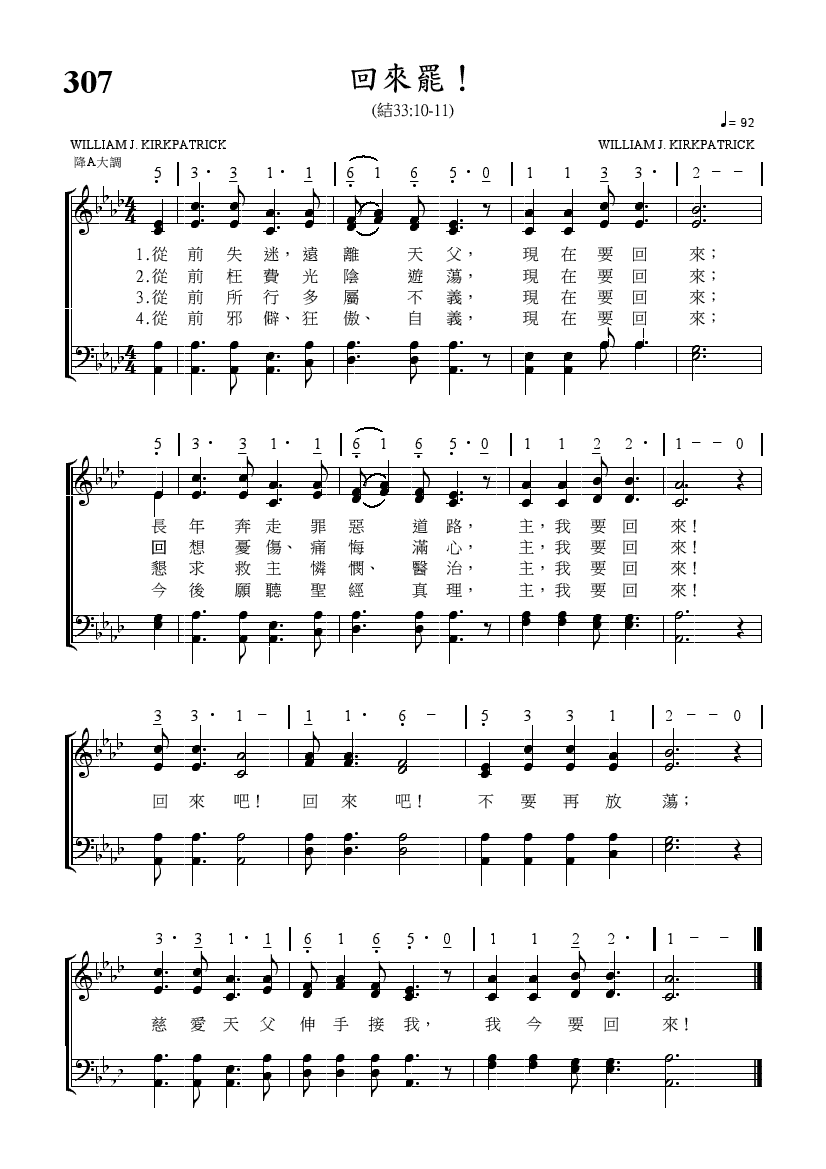 307
回來罷！
(結33:10-11)
♩= 92
WILLIAM J. KIRKPATRICK WILLIAM J. KIRKPATRICK
降A大調
5 | 3· 3 1· 1 | 6 1 6 5· 0 | 1 1 3 3· | 2 – – |
1.從 前 失 迷，遠 離 天 父， 現 在 要 回 來；
2.從 前 枉 費 光 陰 遊 蕩， 現 在 要 回 來；
3.從 前 所 行 多 屬 不 義， 現 在 要 回 來；
4.從 前 邪 僻、狂 傲、自 義， 現 在 要 回 來；
5 | 3· 3 1· 1 | 6 1 6 5· 0 | 1 1 2 2· | 1 – – 0 |
長 年 奔 走 罪 惡 道 路， 主，我 要 回 來！
回 想 憂 傷、痛 悔 滿 心， 主，我 要 回 來！
懇 求 救 主 憐 憫、醫 治， 主，我 要 回 來！
今 後 願 聽 聖 經 真 理， 主，我 要 回 來！
3 3· 1 – | 1 1· 6 – | 5 3 3 1 | 2 – – 0 |
回 來 吧！ 回 來 吧！ 不 要 再 放 蕩；
3· 3 1· 1 | 6 1 6 5· 0 | 1 1 2 2· | 1 – –
慈 愛 天 父 伸 手 接 我， 我 今 要 回 來！